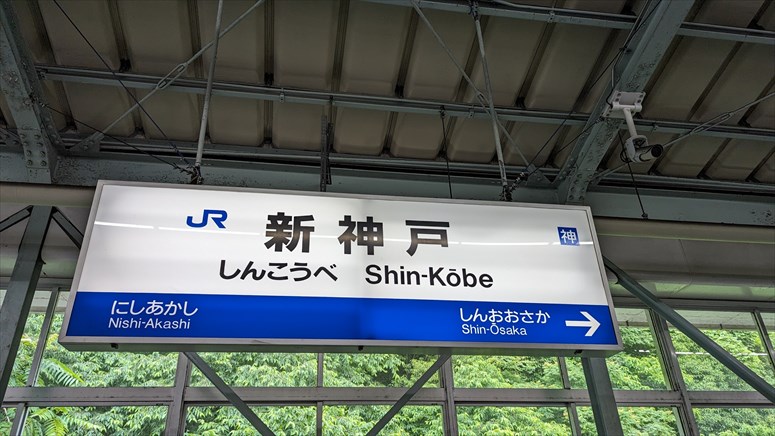 JR 新神戸 神
しんこうべ Shin-Kōbe
にしあかし
Nishi-Akashi
しんおおさか
Shin-Osaka →